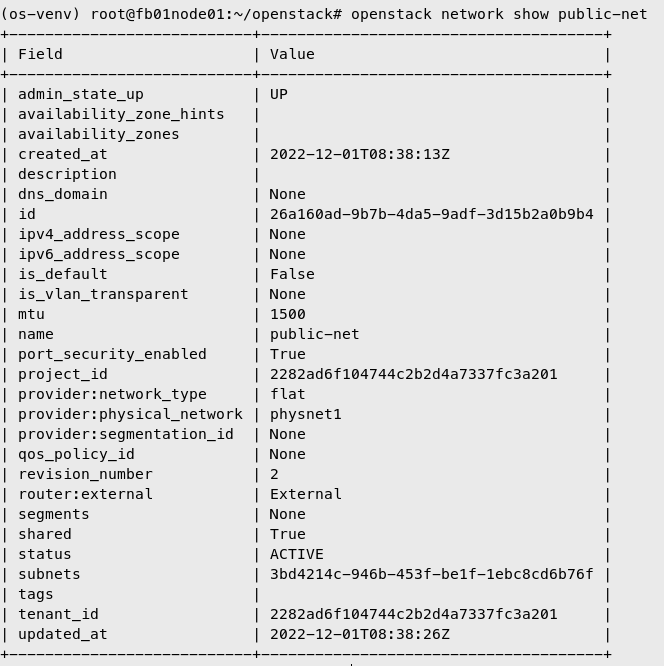 (os-venv) root@fb01node01:~/openstack# openstack network show public-net
+---------------------------+--------------------------------------+
| Field                     | Value                                |
+---------------------------+--------------------------------------+
| admin_state_up            | UP                                   |
| availability_zone_hints   |                                      |
| availability_zones        |                                      |
| created_at                | 2022-12-01T08:38:13Z                 |
| description               |                                      |
| dns_domain                | None                                 |
| id                        | 26a160ad-9b7b-4da5-9adf-3d15b2a0b9b4 |
| ipv4_address_scope        | None                                 |
| ipv6_address_scope        | None                                 |
| is_default                | False                                |
| is_vlan_transparent       | None                                 |
| mtu                       | 1500                                 |
| name                      | public-net                           |
| port_security_enabled     | True                                 |
| project_id                | 2282ad6f104744c2b2d4a7337fc3a201     |
| provider:network_type     | flat                                 |
| provider:physical_network | physnet1                             |
| provider:segmentation_id  | None                                 |
| qos_policy_id             | None                                 |
| revision_number           | 2                                    |
| router:external           | External                             |
| segments                  | None                                 |
| shared                    | True                                 |
| status                    | ACTIVE                               |
| subnets                   | 3bd4214c-946b-453f-be1f-1ebc8cd6b76f |
| tags                      |                                      |
| tenant_id                 | 2282ad6f104744c2b2d4a7337fc3a201     |
| updated_at                | 2022-12-01T08:38:26Z                 |
+---------------------------+--------------------------------------+